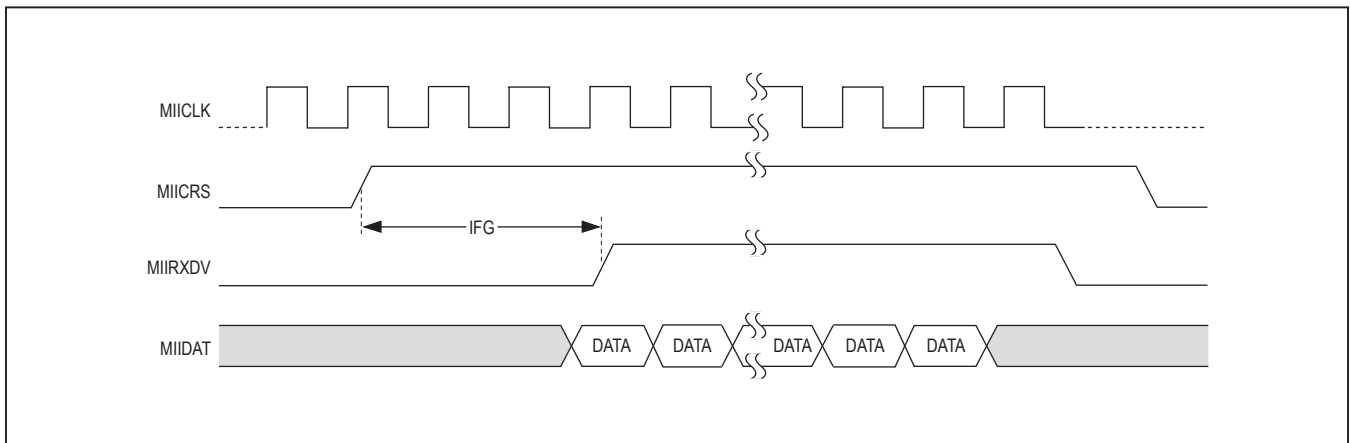 MIICLK
MIICRS
IFG
MIIRXDV
MIIDAT
DATA DATA DATA DATA DATA